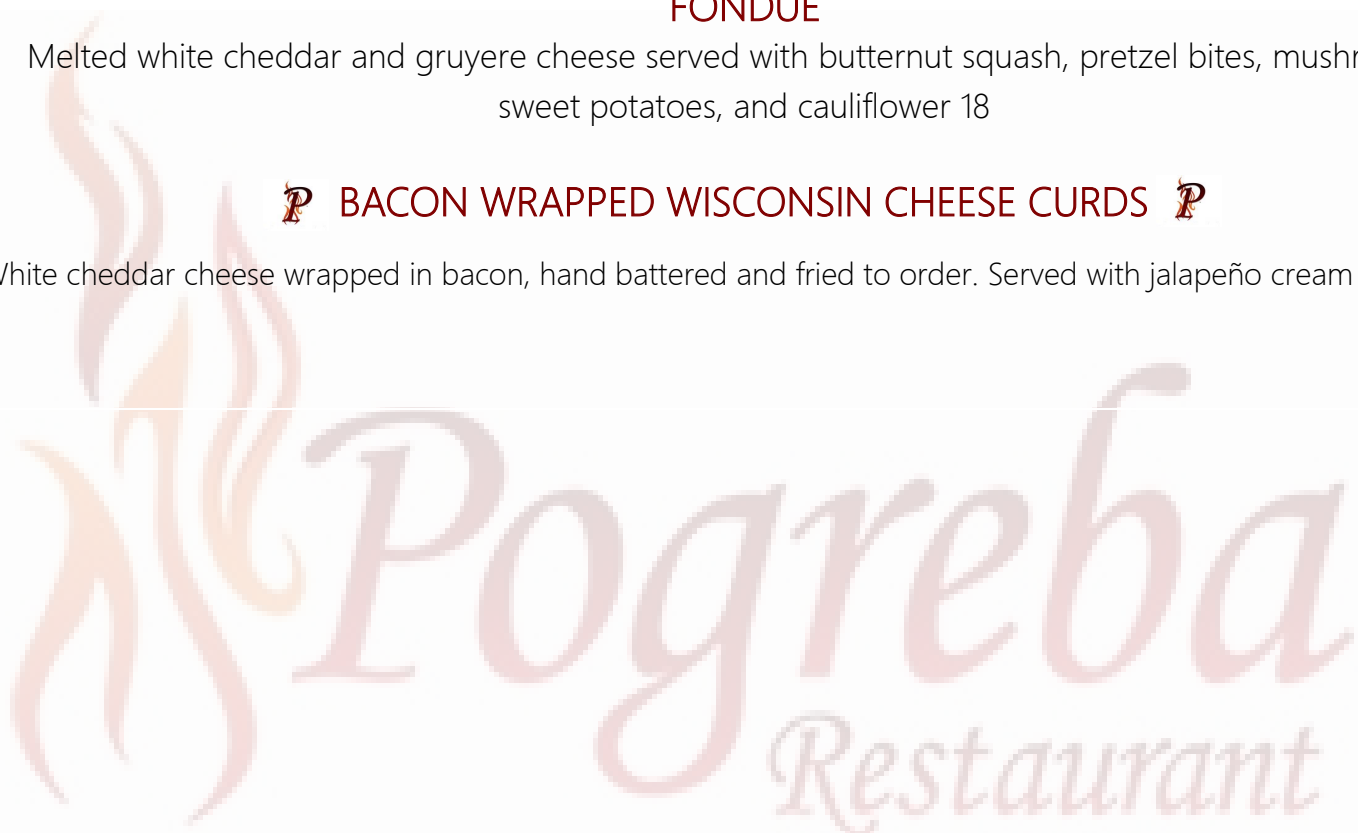 FONDUE
Melted white cheddar and gruyere cheese served with butternut squash, pretzel bites,
sweet potatoes, and cauliflower 18
P BACON WRAPPED WISCONSIN CHEESE CURDS P
cheddar cheese wrapped in bacon, hand battered and fried to order. Served with jalapeño cream
Pogreba
Restaurant